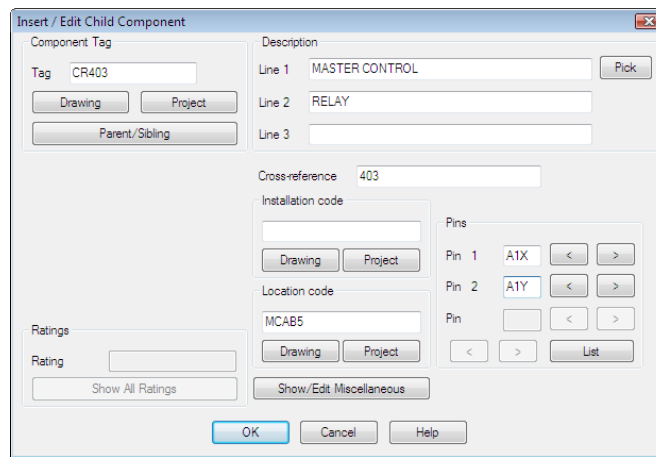 Insert / Edit Child Component
Component Tag
Tag CR403
Drawing Project
Parent/Sibling
Description
Line 1 MASTER CONTROL Pick
Line 2 RELAY
Line 3
Cross-reference 403
Installation code
Drawing Project
Location code
MCAB5
Drawing Project
Pins
Pin 1 A1X < >
Pin 2 A1Y < >
Pin < >
< > List
Ratings
Rating
Show All Ratings
Show/Edit Miscellaneous
OK Cancel Help